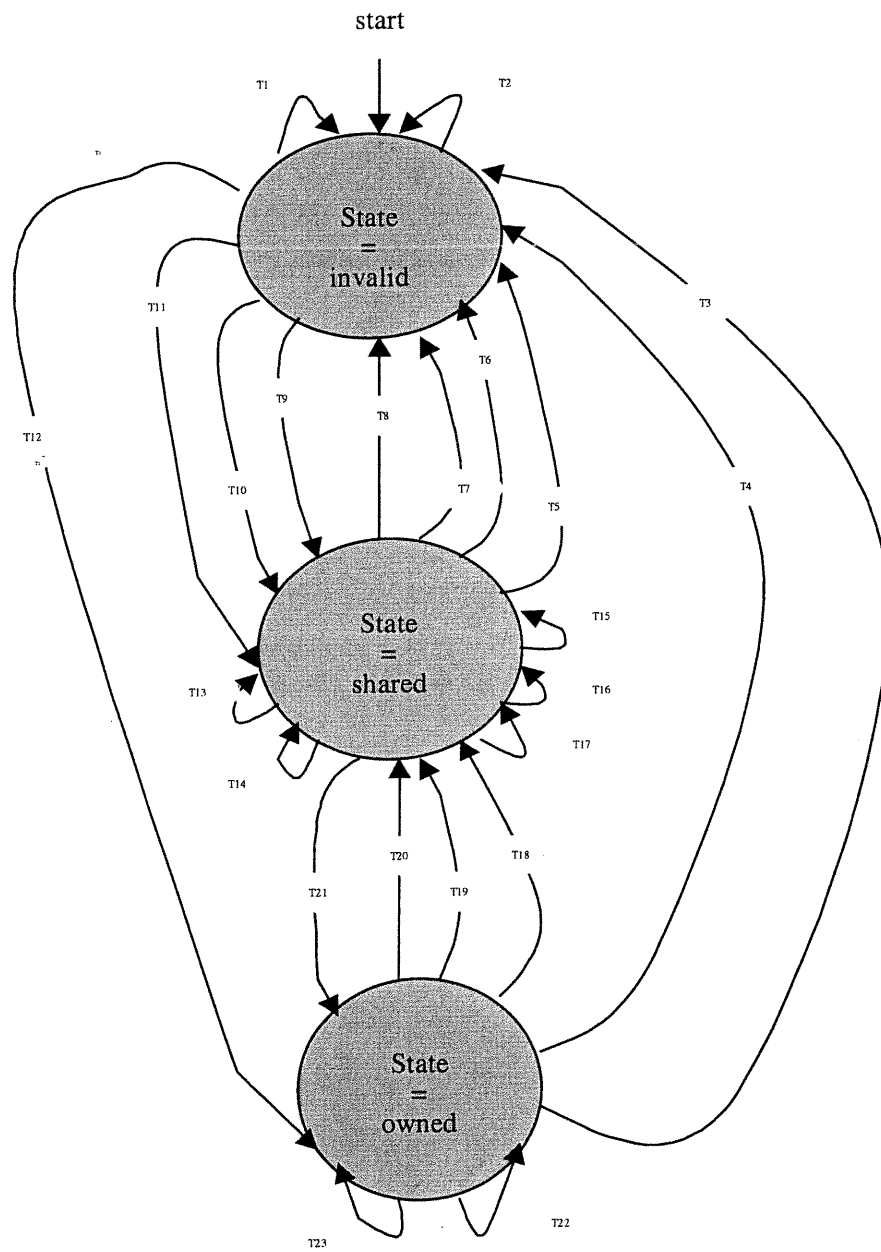 start
T1
T2
State
=
invalid
T3
T11
T6
T9
T8
T12
T10
T7
T5
T4
State
=
shared
T15
T13
T16
T17
T14
T20
T18
T21
T19
State
=
owned
T22
T23